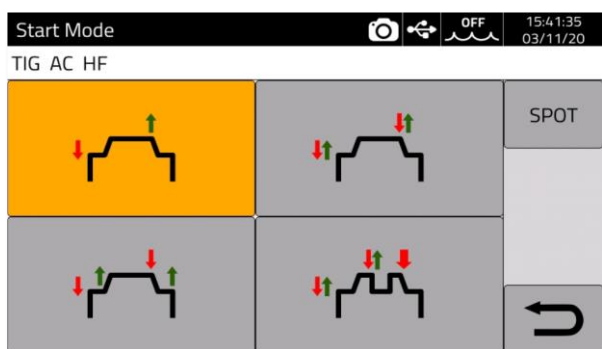 Start Mode
OFF
15:41:35
03/11/20
TIG AC HF
SPOT